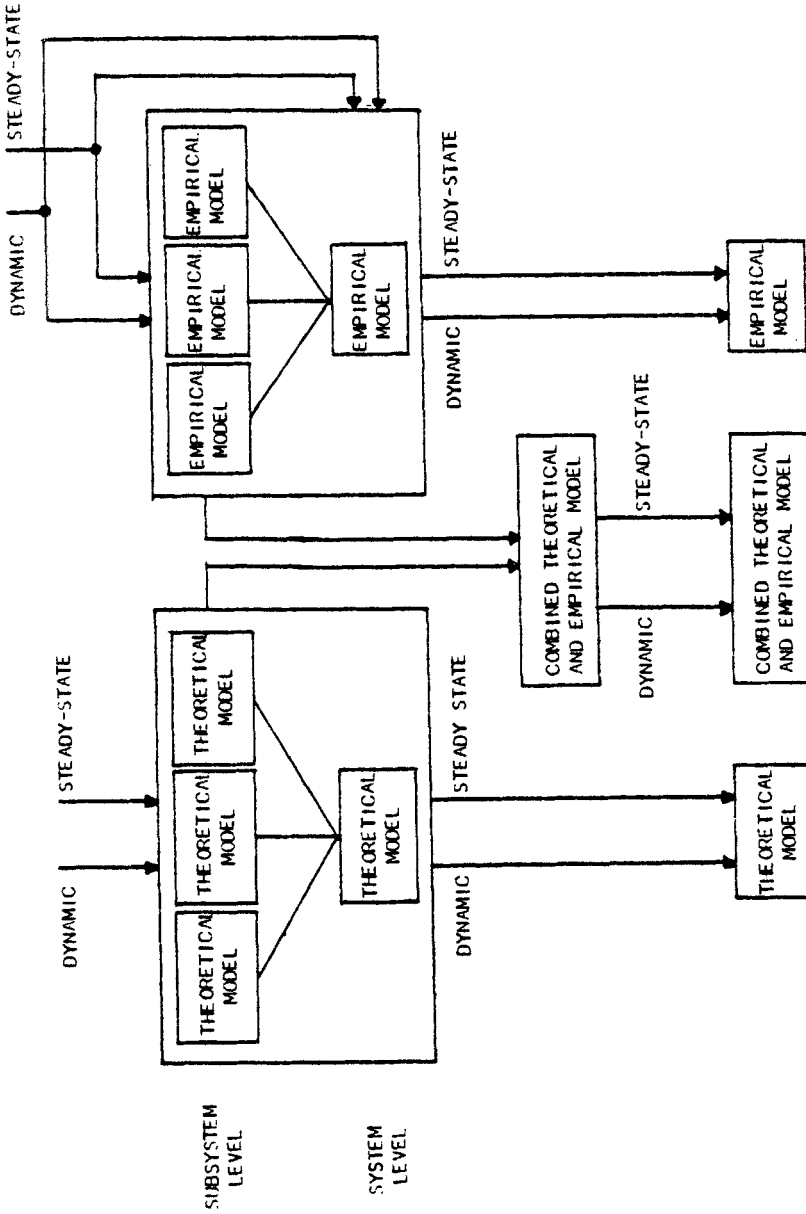 DYNAMIC
STEADY-STATE
DYNAMIC
STEADY-STATE
SUBSYSTEM
LEVEL
THEORETICAL
MODEL
THEORETICAL
MODEL
THEORETICAL
MODEL
EMPIRICAL
MODEL
EMPIRICAL
MODEL
EMPIRICAL
MODEL
SYSTEM
LEVEL
THEORETICAL
MODEL
EMPIRICAL
MODEL
DYNAMIC
STEADY STATE
DYNAMIC
STEADY-STATE
COMBINED THEORETICAL
AND EMPIRICAL MODEL
DYNAMIC
STEADY-STATE
THEORETICAL
MODEL
COMBINED THEORETICAL
AND EMPIRICAL MODEL
EMPIRICAL
MODEL